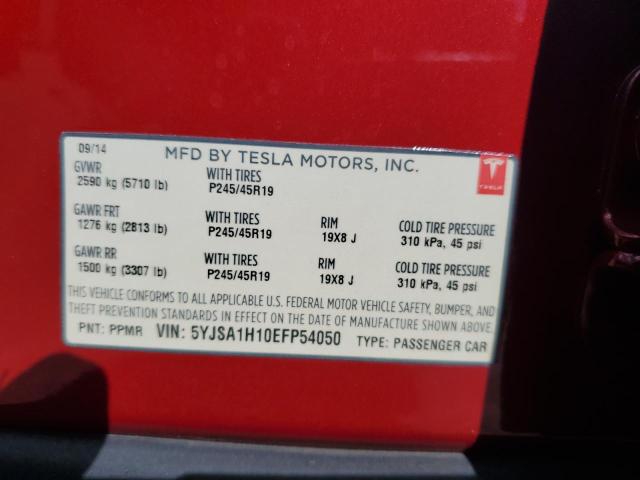 09/14
MFD BY TESLA MOTORS, INC.
TESLA
GVWR WITH TIRES
2590 kg (5710 lb) P245/45R19
GAWR FRT WITH TIRES RIM COLD TIRE PRESSURE
1276 kg (2813 lb) P245/45R19 19X8 J 310 kPa, 45 psi
GAWR RR WITH TIRES RIM COLD TIRE PRESSURE
1500 kg (3307 lb) P245/45R19 19X8 J 310 kPa, 45 psi
THIS VEHICLE CONFORMS TO ALL APPLICABLE U.S. FEDERAL MOTOR VEHICLE SAFETY, BUMPER, AND
THEFT PREVENTION STANDARDS IN EFFECT ON THE DATE OF MANUFACTURE SHOWN ABOVE.
PNT: PPMR VIN: 5YJSA1H10EFP54050 TYPE: PASSENGER CAR